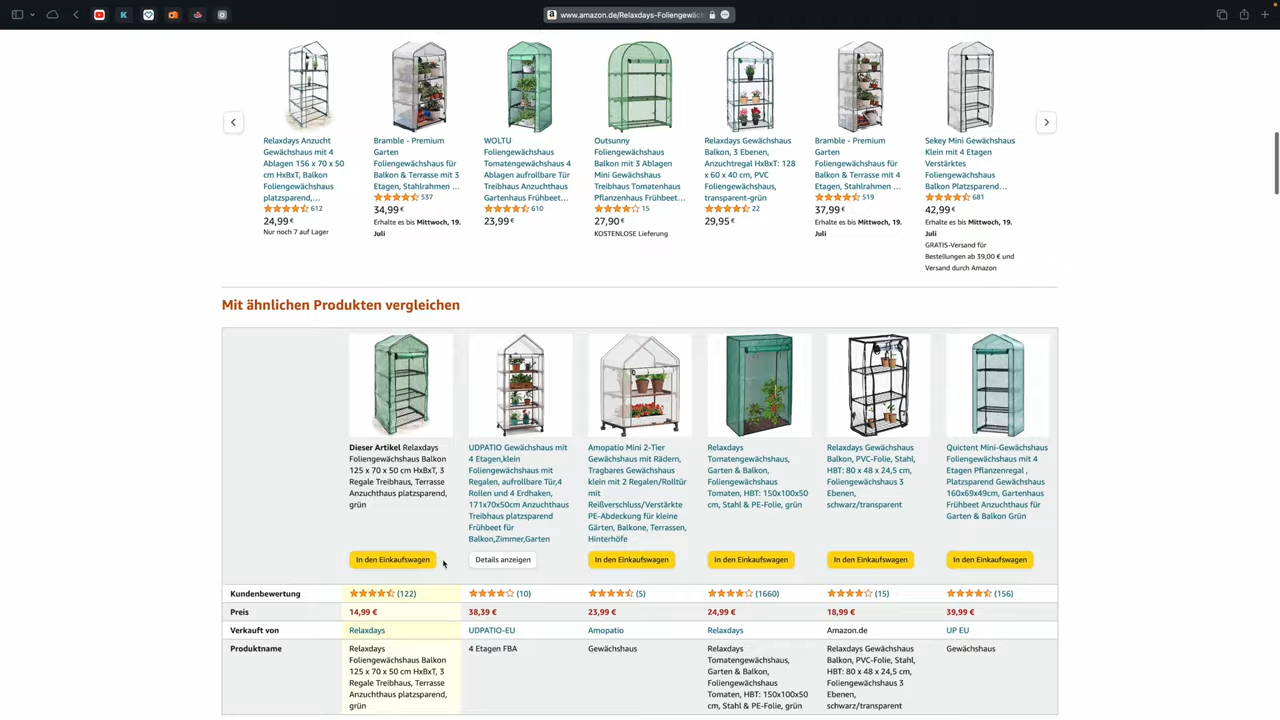 www.amazon.de/Relaxdays-Foliengewäc
Relaxdays Anzucht
Gewächshaus mit 4
Ablagen 156 x 70 x 50
cm HxBxT, Balkon
Foliengewächshaus
platzsparend,...
612
24,99 €
Nur noch 7 auf Lager
Bramble - Premium
Garten
Foliengewächshaus für
Balkon & Terrasse mit 3
Etagen, Stahlrahmen ...
537
34,99 €
Erhalte es bis Mittwoch, 19.
Juli
WOLTU
Foliengewächshaus
Tomatengewächshaus 4
Ablagen aufrollbare Tür
Treibhaus Anzuchthaus
Gartenhaus Frühbeet...
610
23,99 €
Outsunny
Foliengewächshaus
Balkon mit 3 Ablagen
Mini Gewächshaus
Treibhaus Tomatenhaus
Pflanzenhaus Frühbeet...
15
27,90 €
KOSTENLOSE Lieferung
Relaxdays Gewächshaus
Balkon, 3 Ebenen,
Anzuchtregal HxBxT: 128
x 60 x 40 cm, PVC
Foliengewächshaus,
transparent-grün
22
29,95 €
Bramble - Premium
Garten
Foliengewächshaus für
Balkon & Terrasse mit 4
Etagen, Stahlrahmen ...
519
37,99 €
Erhalte es bis Mittwoch, 19.
Juli
Sekey Mini Gewächshaus
Klein mit 4 Etagen
Verstärktes
Foliengewächshaus
Balkon Platzsparend...
681
42,99 €
Erhalte es bis Mittwoch, 19.
Juli
GRATIS-Versand für
Bestellungen ab 39,00 € und
Versand durch Amazon
Mit ähnlichen Produkten vergleichen
Dieser Artikel Relaxdays
Foliengewächshaus Balkon
125 x 70 x 50 cm HxBxT, 3
Regale Treibhaus, Terrasse
Anzuchthaus platzsparend,
grün
In den Einkaufswagen
UDPATIO Gewächshaus mit
4 Etagen,klein
Foliengewächshaus mit
Regalen, aufrollbare Tür,4
Rollen und 4 Erdhaken,
171x70x50cm Anzuchthaus
Treibhaus platzsparend
Frühbeet für
Balkon,Zimmer,Garten
Details anzeigen
Amopatio Mini 2-Tier
Gewächshaus mit Rädern,
Tragbares Gewächshaus
klein mit 2 Regalen/Rolltür
mit
Reißverschluss/Verstärkte
PE-Abdeckung für kleine
Gärten, Balkone, Terrassen,
Hinterhöfe
In den Einkaufswagen
Relaxdays
Tomatengewächshaus,
Garten & Balkon,
Foliengewächshaus
Tomaten, HBT: 150x100x50
cm, Stahl & PE-Folie, grün
In den Einkaufswagen
Relaxdays Gewächshaus
Balkon, PVC-Folie, Stahl,
HBT: 80 x 48 x 24,5 cm,
Foliengewächshaus 3
Ebenen,
schwarz/transparent
In den Einkaufswagen
Quictent Mini-Gewächshaus
Foliengewächshaus mit 4
Etagen Pflanzenregal ,
Platzsparend Gewächshaus
160x69x49cm, Gartenhaus
Frühbeet Anzuchthaus für
Garten & Balkon Grün
In den Einkaufswagen
Kundenbewertung (122) (10) (5) (1660) (15) (156)
Preis 14,99 € 38,39 € 23,99 € 24,99 € 18,99 € 39,99 €
Verkauft von Relaxdays UDPATIO-EU Amopatio Relaxdays Amazon.de UP EU
Produktname
Relaxdays
Foliengewächshaus Balkon
125 x 70 x 50 cm HxBxT, 3
Regale Treibhaus, Terrasse
Anzuchthaus platzsparend,
grün
4 Etagen FBA
Gewächshaus
Relaxdays
Tomatengewächshaus,
Garten & Balkon,
Foliengewächshaus
Tomaten, HBT: 150x100x50
cm, Stahl & PE-Folie, grün
Relaxdays Gewächshaus
Balkon, PVC-Folie, Stahl,
HBT: 80 x 48 x 24,5 cm,
Foliengewächshaus 3
Ebenen,
schwarz/transparent
Gewächshaus